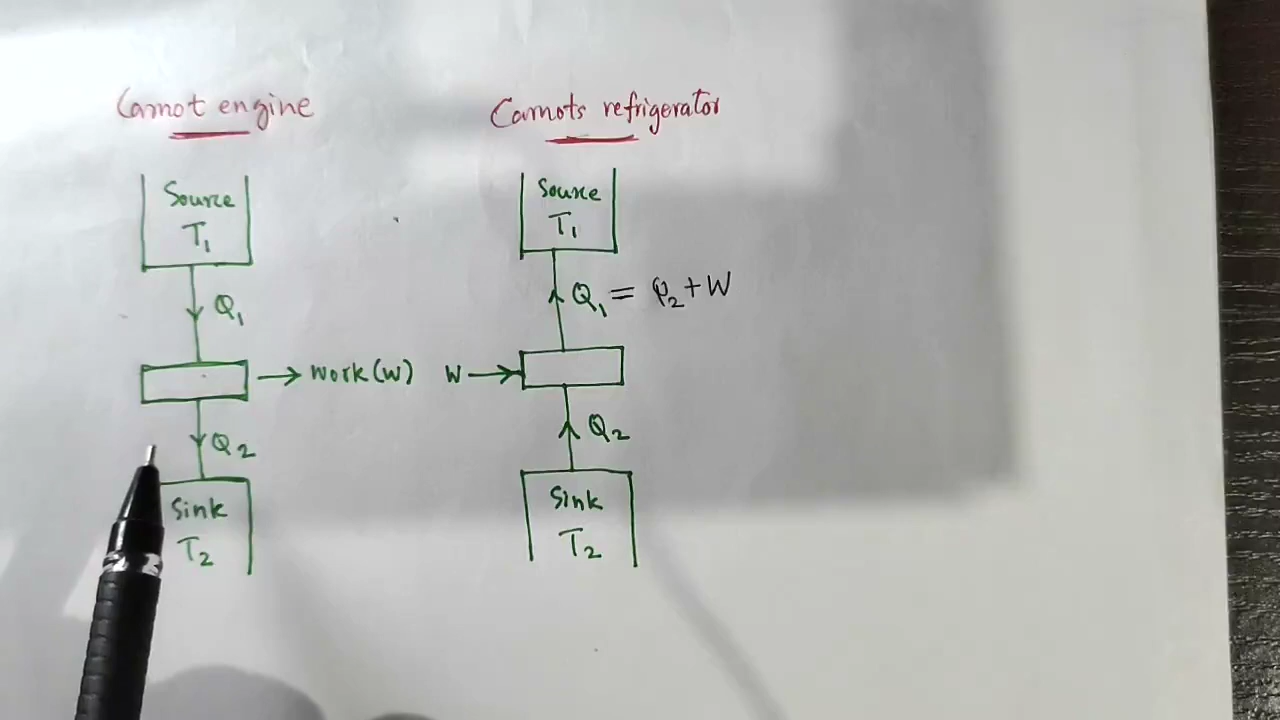 Carnot engine
Source
T₁
Q₁
→ work(W)
Q₂
Sink
T₂
Carnots refrigerator
Source
T₁
Q₁ = Q₂+W
W →
Q₂
Sink
T₂